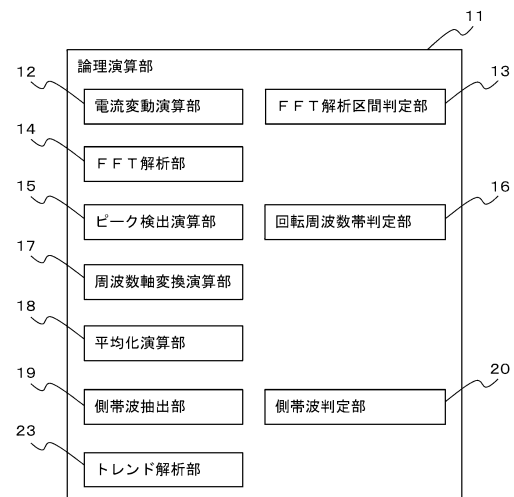 11
論理演算部
12
電流変動演算部
FFT解析区間判定部
13
14
FFT解析部
15
ピーク検出演算部
回転周波数帯判定部
16
17
周波数軸変換演算部
18
平均化演算部
19
側帯波抽出部
側帯波判定部
20
23
トレンド解析部